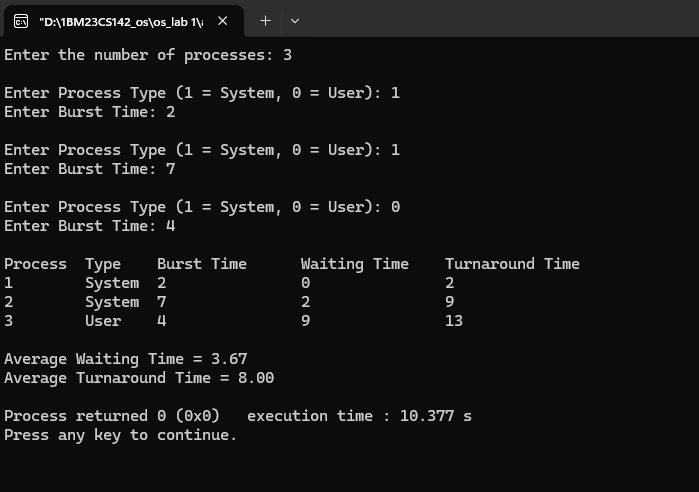 "D:\1BM23CS142_os\os_lab 1\
Enter the number of processes: 3
Enter Process Type (1 = System, 0 = User): 1
Enter Burst Time: 2
Enter Process Type (1 = System, 0 = User): 1
Enter Burst Time: 7
Enter Process Type (1 = System, 0 = User): 0
Enter Burst Time: 4
Process Type Burst Time Waiting Time Turnaround Time
1 System 2 0 2
2 System 7 2 9
3 User 4 9 13
Average Waiting Time = 3.67
Average Turnaround Time = 8.00
Process returned 0 (0x0) execution time : 10.377 s
Press any key to continue.